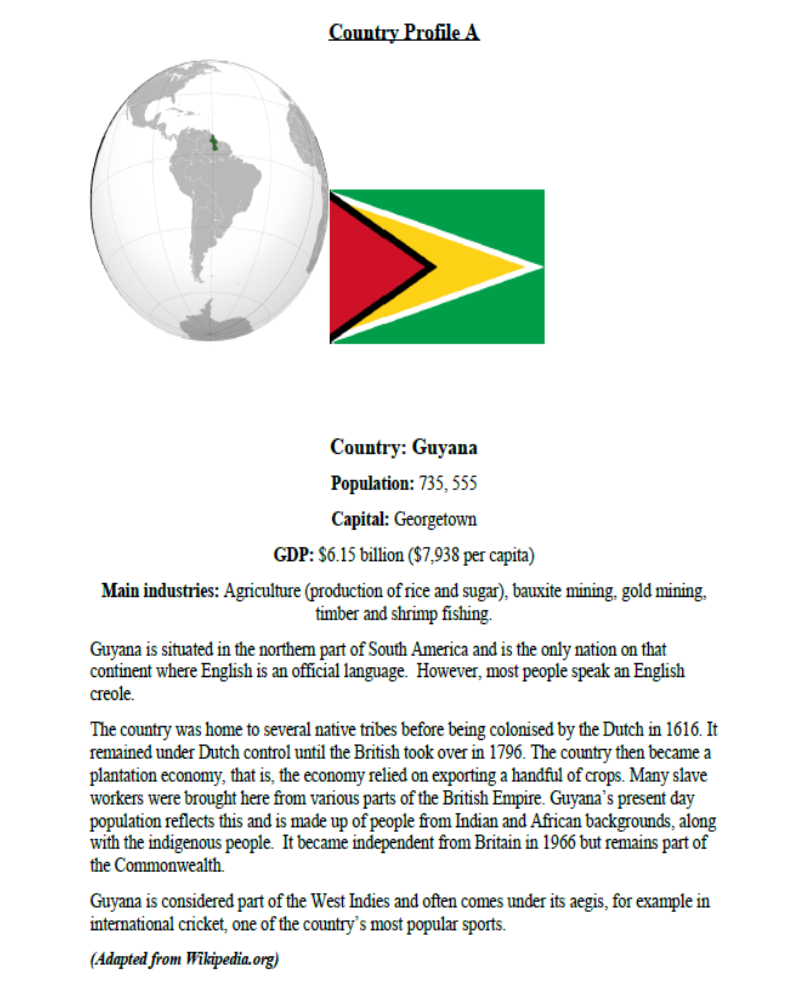 Country Profile A
Country: Guyana
Population: 735, 555
Capital: Georgetown
GDP: $6.15 billion ($7,938 per capita)
Main industries: Agriculture (production of rice and sugar), bauxite mining, gold mining,
timber and shrimp fishing.
Guyana is situated in the northern part of South America and is the only nation on that
continent where English is an official language. However, most people speak an English
creole.
The country was home to several native tribes before being colonised by the Dutch in 1616. It
remained under Dutch control until the British took over in 1796. The country then became a
plantation economy, that is, the economy relied on exporting a handful of crops. Many slave
workers were brought here from various parts of the British Empire. Guyana's present day
population reflects this and is made up of people from Indian and African backgrounds, along
with the indigenous people. It became independent from Britain in 1966 but remains part of
the Commonwealth.
Guyana is considered part of the West Indies and often comes under its aegis, for example in
international cricket, one of the country's most popular sports.
(Adapted from Wikipedia.org)